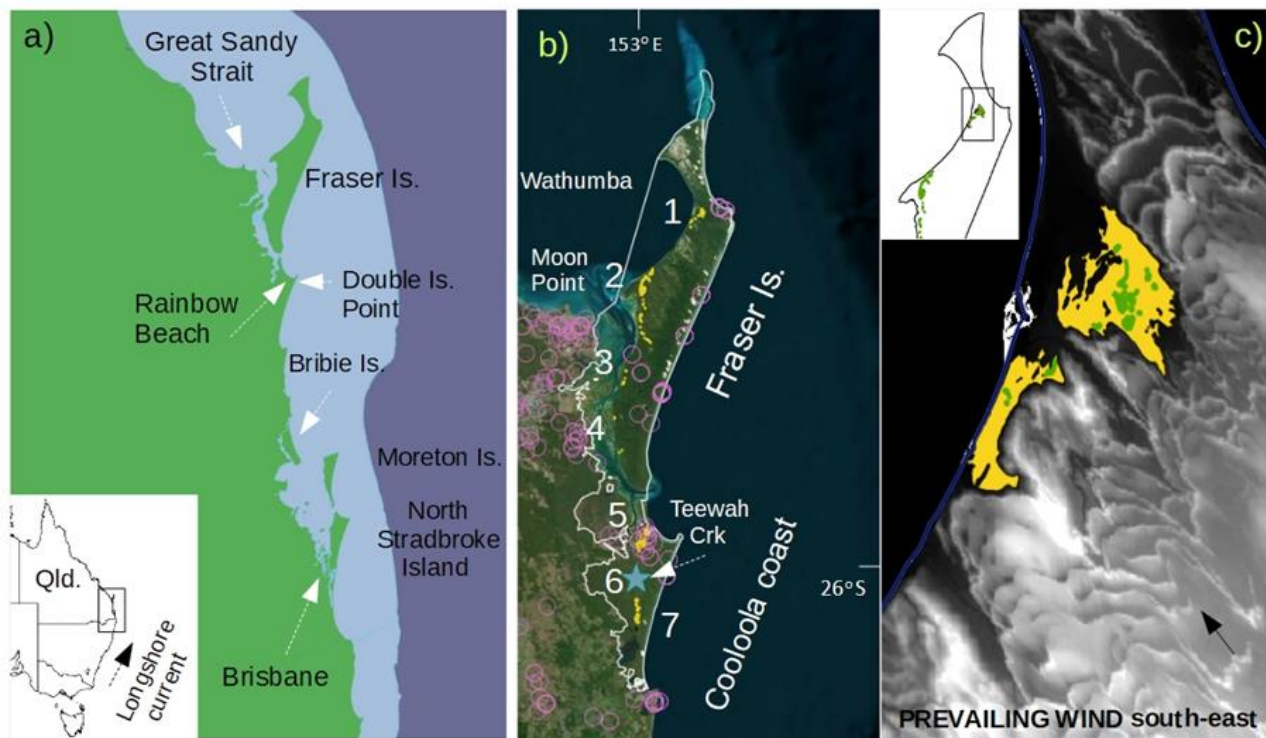 a)
Great Sandy
Strait
Fraser Is.
Rainbow
Beach
Double Is.
Point
Bribie Is.
Moreton Is.
North
Stradbroke
Island
Brisbane
Qld.
Longshore
current
b)
153° E
Wathumba
1
Moon
Point
2
3
4
Fraser Is.
5
Teewah
Crk
6
26° S
7
Cooloola coast
c)
PREVAILING WIND south-east